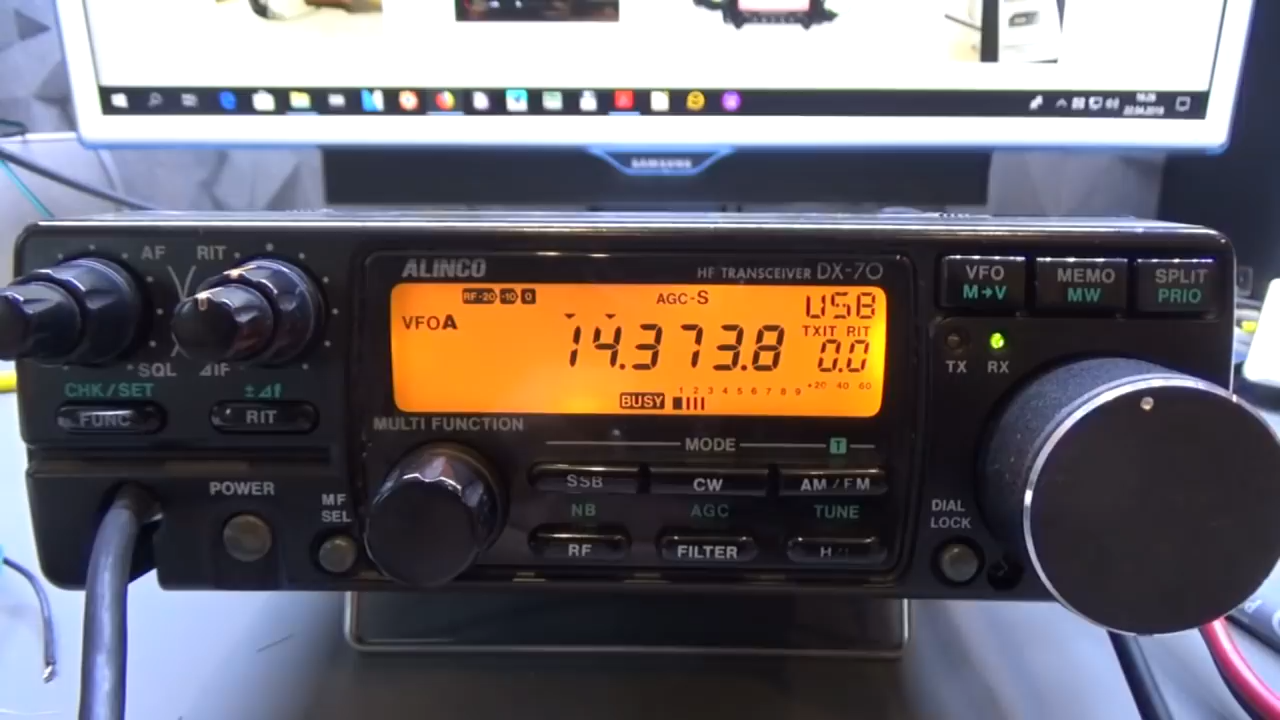 SAMSUNG
AF RIT
SQL ΔIF
CHK/SET ±Δf
FUNC RIT
ALINCO
HF TRANSCEIVER DX-70
RF-20 -10 0
AGC-S
USB
VFOA
14.373.8
TXIT RIT
0.0
1 2 3 4 5 6 7 8 9 +20 40 60
BUSY
VFO MEMO SPLIT
M→V MW PRIO
TX RX
MULTI FUNCTION
MODE T
SSB CW AM/FM
NB AGC TUNE
RF FILTER
POWER
MF
SEL
DIAL
LOCK